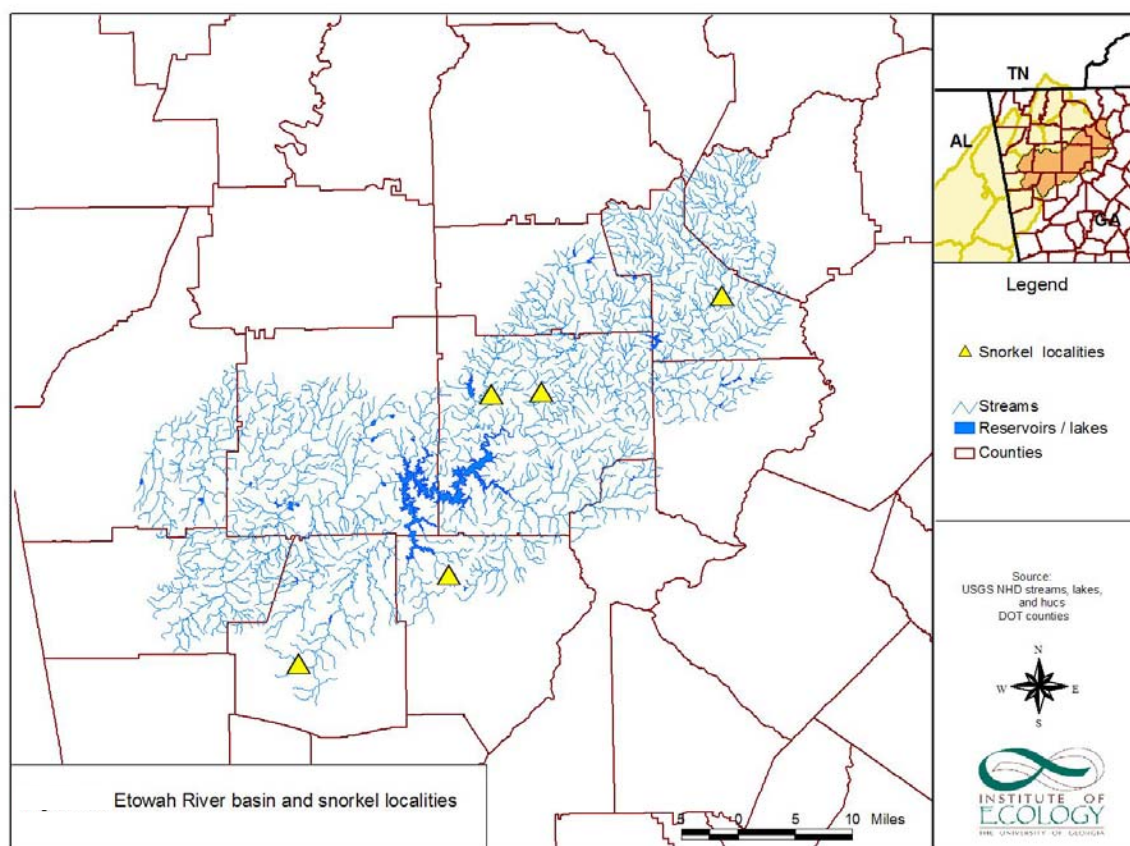 TN
AL
GA
Legend
Snorkel localities
Streams
Reservoirs / lakes
Counties
Source:
USGS NHD streams, lakes,
and hucs
DOT counties
N
W E
S
INSTITUTE OF
ECOLOGY
THE UNIVERSITY OF GEORGIA
Etowah River basin and snorkel localities
5 0 5 10 Miles